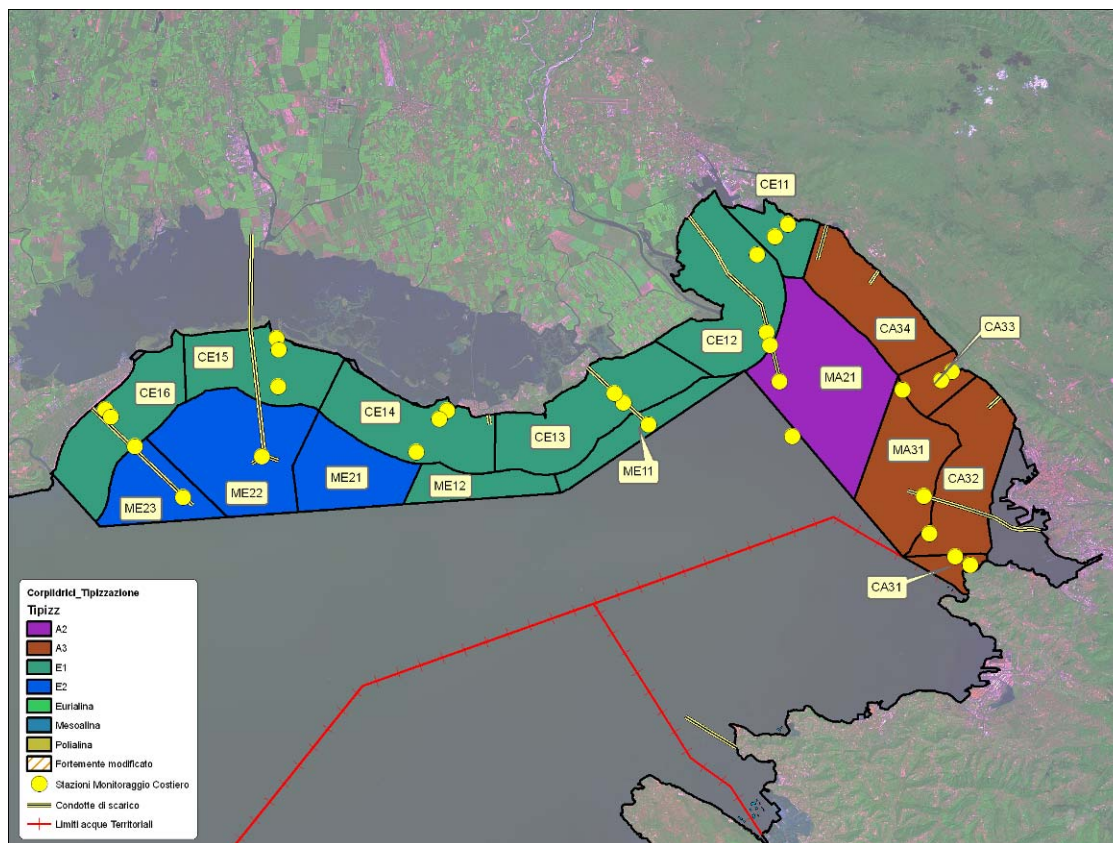 CE11
CE15
CE16
CE12
CA34
CA33
CE14
MA21
CE13
MA31
CA32
ME11
ME21
ME12
ME22
ME23
CA31
Corpiidrici_Tipizzazione
Tipizz
A2
A3
E1
E2
Eurialina
Mesoalina
Polialina
Fortemente modificato
Stazioni Monitoraggio Costiero
Condotte di scarico
Limiti acque Territoriali